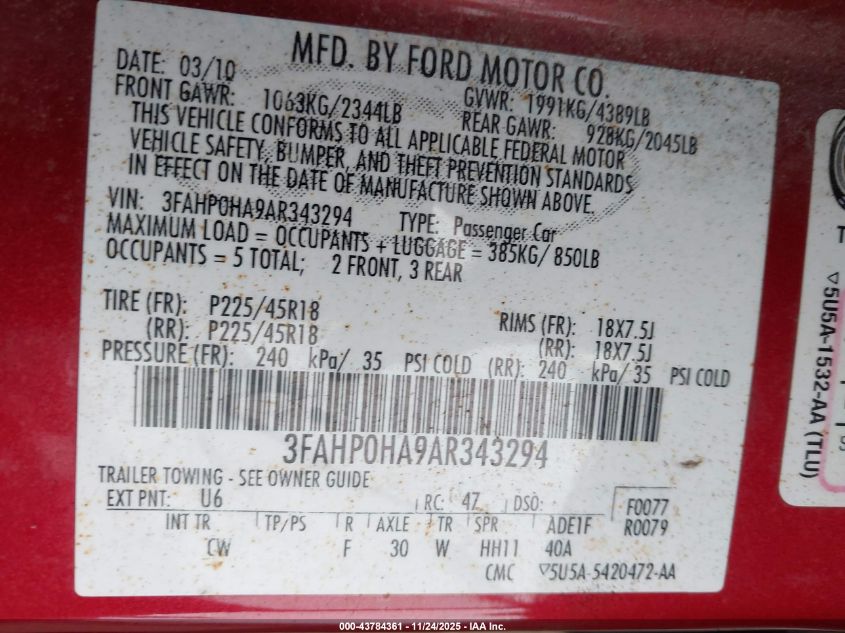 MFD. BY FORD MOTOR CO.
DATE: 03/10 GVWR: 1991KG/4389LB
FRONT GAWR: 1063KG/2344LB REAR GAWR: 928KG/2045LB
THIS VEHICLE CONFORMS TO ALL APPLICABLE FEDERAL MOTOR
VEHICLE SAFETY, BUMPER, AND THEFT PREVENTION STANDARDS
IN EFFECT ON THE DATE OF MANUFACTURE SHOWN ABOVE.
VIN: 3FAHP0HA9AR343294 TYPE: Passenger Car
MAXIMUM LOAD = OCCUPANTS + LUGGAGE = 385KG/ 850LB
OCCUPANTS = 5 TOTAL; 2 FRONT, 3 REAR
TIRE (FR): P225/45R18 RIMS (FR): 18X7.5J
(RR): P225/45R18 (RR): 18X7.5J
PRESSURE (FR): 240 kPa/ 35 PSI COLD (RR): 240 kPa/ 35 PSI COLD
3FAHP0HA9AR343294
TRAILER TOWING - SEE OWNER GUIDE
EXT PNT: U6 RC: 47 DSO: F0077
INT TR TP/PS R AXLE TR SPR ADE1F R0079
CW F 30 W HH11 40A
CMC ▽5U5A-5420472-AA
▽5U5A-1532-AA (TLU)
000-43784361 - 11/24/2025 - IAA Inc.